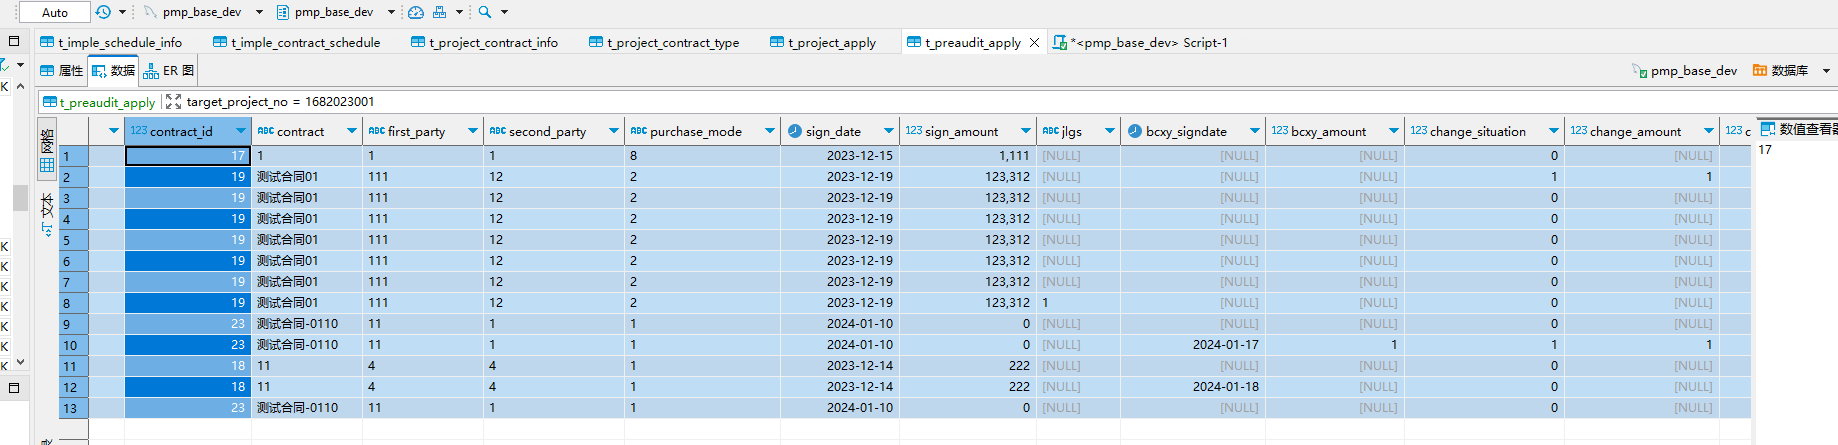 Auto pmp_base_dev pmp_base_dev
t_imple_schedule_info t_imple_contract_schedule t_project_contract_info t_project_contract_type t_project_apply t_preaudit_apply *<pmp_base_dev> Script-1
属性 数据 ER 图 pmp_base_dev 数据库
t_preaudit_apply target_project_no = 1682023001
网格 123 contract_id ABC contract ABC first_party ABC second_party ABC purchase_mode sign_date 123 sign_amount ABC jlgs bcxy_signdate 123 bcxy_amount 123 change_situation 123 change_amount 123 c 数值查看器
1 17 1 1 1 8 2023-12-15 1,111 [NULL] [NULL] [NULL] 0 [NULL] 17
2 19 测试合同01 111 12 2 2023-12-19 123,312 [NULL] [NULL] [NULL] 1 1
文本 3 19 测试合同01 111 12 2 2023-12-19 123,312 [NULL] [NULL] [NULL] 0 [NULL]
4 19 测试合同01 111 12 2 2023-12-19 123,312 [NULL] [NULL] [NULL] 0 [NULL]
K 5 19 测试合同01 111 12 2 2023-12-19 123,312 [NULL] [NULL] [NULL] 0 [NULL]
K 6 19 测试合同01 111 12 2 2023-12-19 123,312 [NULL] [NULL] [NULL] 0 [NULL]
K 7 19 测试合同01 111 12 2 2023-12-19 123,312 [NULL] [NULL] [NULL] 0 [NULL]
K 8 19 测试合同01 111 12 2 2023-12-19 123,312 1 [NULL] [NULL] 0 [NULL]
K 9 23 测试合同-0110 11 1 1 2024-01-10 0 [NULL] [NULL] [NULL] 0 [NULL]
K 10 23 测试合同-0110 11 1 1 2024-01-10 0 [NULL] 2024-01-17 1 1 1
K 11 18 11 4 4 1 2023-12-14 222 [NULL] [NULL] [NULL] 0 [NULL]
12 18 11 4 4 1 2023-12-14 222 [NULL] 2024-01-18 [NULL] 0 [NULL]
13 23 测试合同-0110 11 1 1 2024-01-10 0 [NULL] [NULL] [NULL] 0 [NULL]